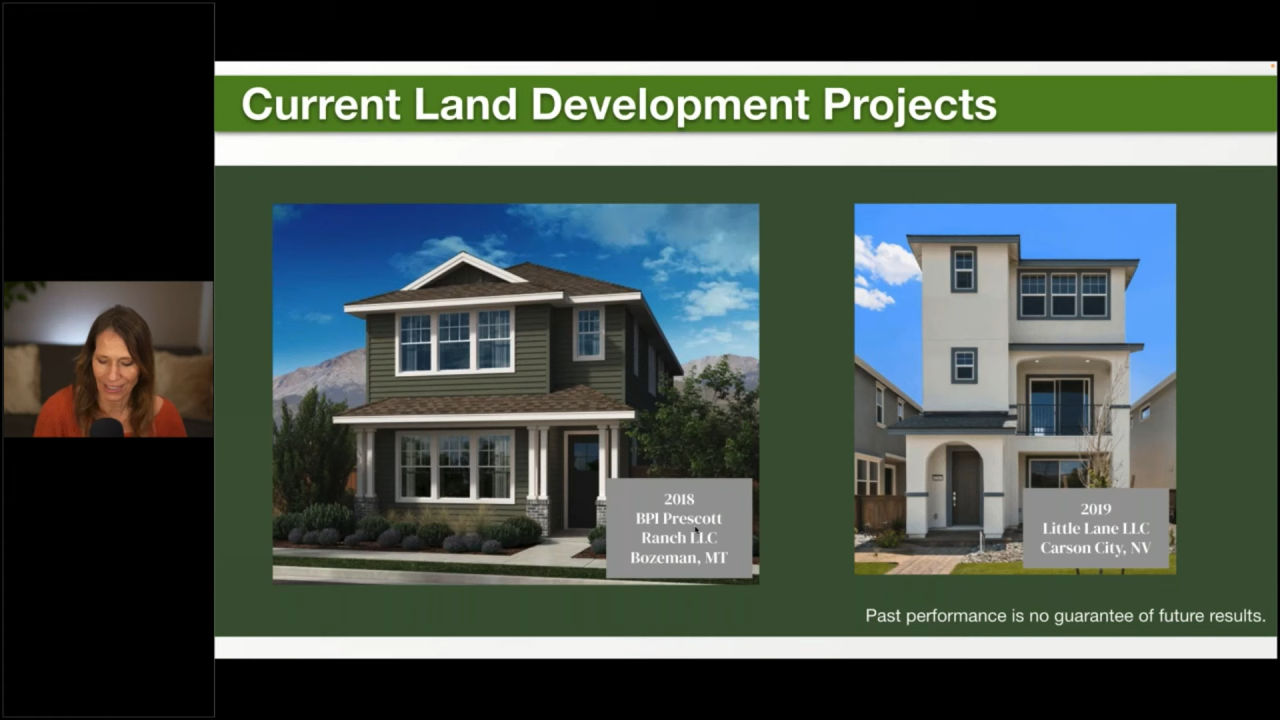 Current Land Development Projects
2018
BPI Prescott
Ranch LLC
Bozeman, MT
2019
Little Lane LLC
Carson City, NV
Past performance is no guarantee of future results.